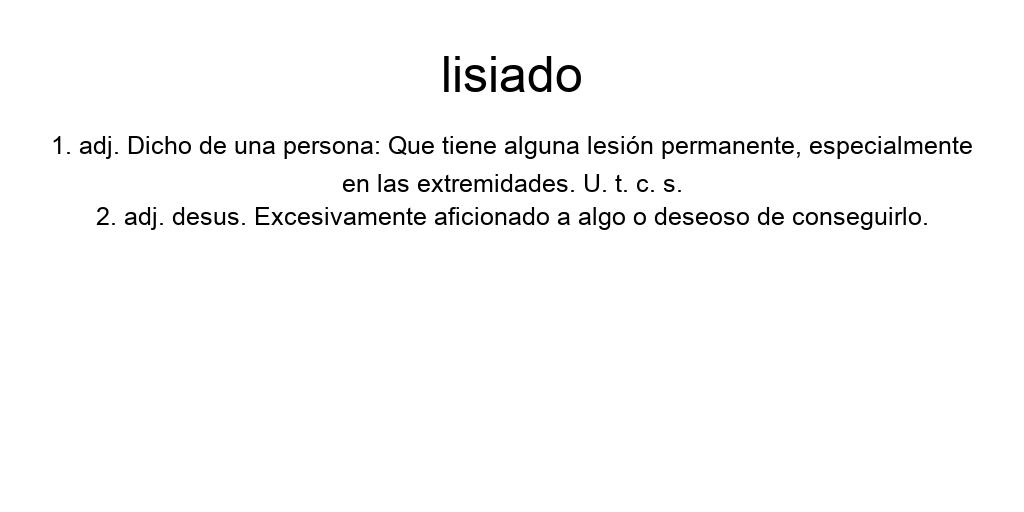 lisiado
1. adj. Dicho de una persona: Que tiene alguna lesión permanente, especialmente
en las extremidades. U. t. c. s.
2. adj. desus. Excesivamente aficionado a algo o deseoso de conseguirlo.